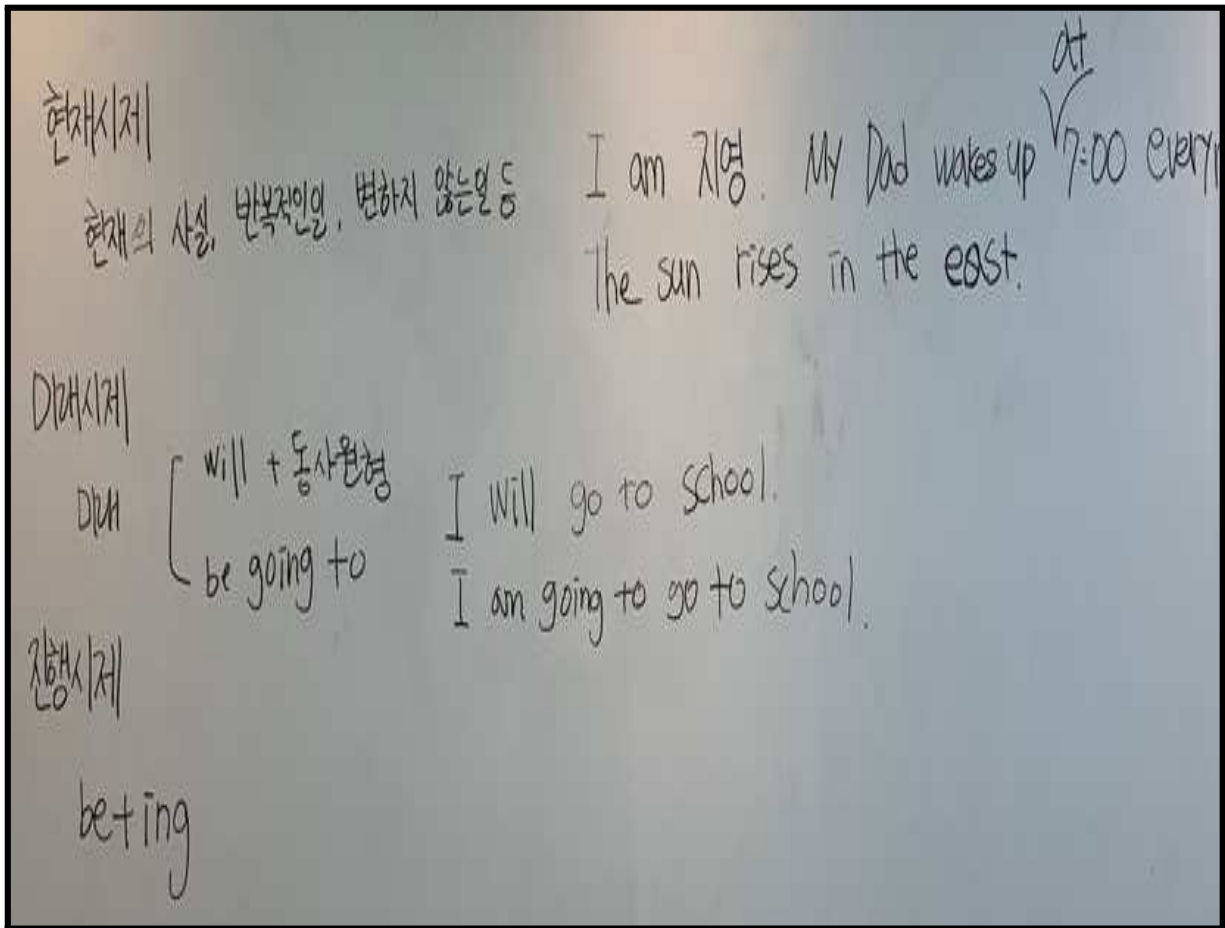 현재시제
현재의 사실, 반복적인일, 변하지 않는일 등
I am 지영. My Dad wakes up at 7:00
The sun rises in the east.
미래시제
미래
will + 동사원형
be going to
I will go to school.
I am going to go to school.
진행시제
be+ing